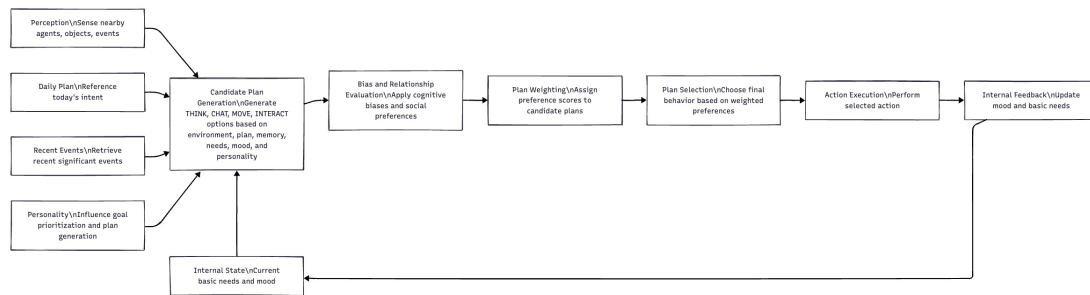 Perception\nSense nearby
agents, objects, events
Daily Plan\nReference
today's intent
Recent Events\nRetrieve
recent significant events
Personality\nInfluence goal
prioritization and plan
generation
Candidate Plan
Generation\nGenerate
THINK, CHAT, MOVE, INTERACT
options based on
environment, plan, memory,
needs, mood, and
personality
Internal State\nCurrent
basic needs and mood
Bias and Relationship
Evaluation\nApply cognitive
biases and social
preferences
Plan Weighting\nAssign
preference scores to
candidate plans
Plan Selection\nChoose final
behavior based on weighted
preferences
Action Execution\nPerform
selected action
Internal Feedback\nUpdate
mood and basic needs